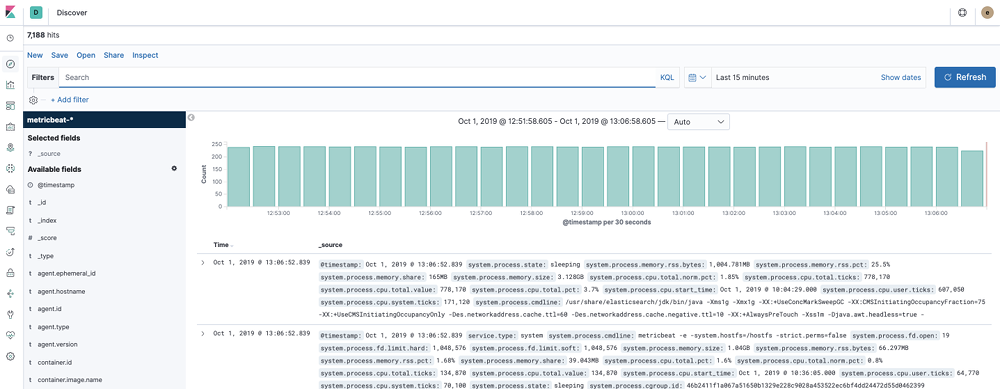 D Discover e
7,188 hits
New Save Open Share Inspect
Filters Search KQL Last 15 minutes Show dates Refresh
+ Add filter
metricbeat-*
Selected fields
? _source
Available fields
@timestamp
t _id
t _index
# _score
t _type
t agent.ephemeral_id
t agent.hostname
t agent.id
t agent.type
t agent.version
t container.id
t container.image.name
Oct 1, 2019 @ 12:51:58.605 - Oct 1, 2019 @ 13:06:58.605 — Auto
Count
250
200
150
100
50
0
12:53:00 12:54:00 12:55:00 12:56:00 12:57:00 12:58:00 12:59:00 13:00:00 13:01:00 13:02:00 13:03:00 13:04:00 13:05:00 13:06:00
@timestamp per 30 seconds
Time _source
Oct 1, 2019 @ 13:06:52.839 @timestamp: Oct 1, 2019 @ 13:06:52.839 system.process.state: sleeping system.process.memory.rss.bytes: 1,004.781MB system.process.memory.rss.pct: 25.5%
system.process.memory.share: 165MB system.process.memory.size: 3.128GB system.process.cpu.total.norm.pct: 1.85% system.process.cpu.total.ticks: 778,170
system.process.cpu.total.value: 778,170 system.process.cpu.total.pct: 3.7% system.process.cpu.start_time: Oct 1, 2019 @ 10:04:29.000 system.process.cpu.user.ticks: 607,050
system.process.cpu.system.ticks: 171,120 system.process.cmdline: /usr/share/elasticsearch/jdk/bin/java -Xms1g -Xmx1g -XX:+UseConcMarkSweepGC -XX:CMSInitiatingOccupancyFraction=75
-XX:+UseCMSInitiatingOccupancyOnly -Des.networkaddress.cache.ttl=60 -Des.networkaddress.cache.negative.ttl=10 -XX:+AlwaysPreTouch -Xss1m -Djava.awt.headless=true -
Oct 1, 2019 @ 13:06:52.839 @timestamp: Oct 1, 2019 @ 13:06:52.839 service.type: system system.process.cmdline: metricbeat -e -system.hostfs=/hostfs -strict.perms=false system.process.fd.open: 19
system.process.fd.limit.hard: 1,048,576 system.process.fd.limit.soft: 1,048,576 system.process.memory.size: 1.04GB system.process.memory.rss.bytes: 66.297MB
system.process.memory.rss.pct: 1.68% system.process.memory.share: 39.043MB system.process.cpu.total.pct: 1.6% system.process.cpu.total.norm.pct: 0.8%
system.process.cpu.total.ticks: 134,870 system.process.cpu.total.value: 134,870 system.process.cpu.start_time: Oct 1, 2019 @ 10:36:05.000 system.process.cpu.user.ticks: 64,770
system.process.cpu.system.ticks: 70,100 system.process.state: sleeping system.process.cgroup.id: